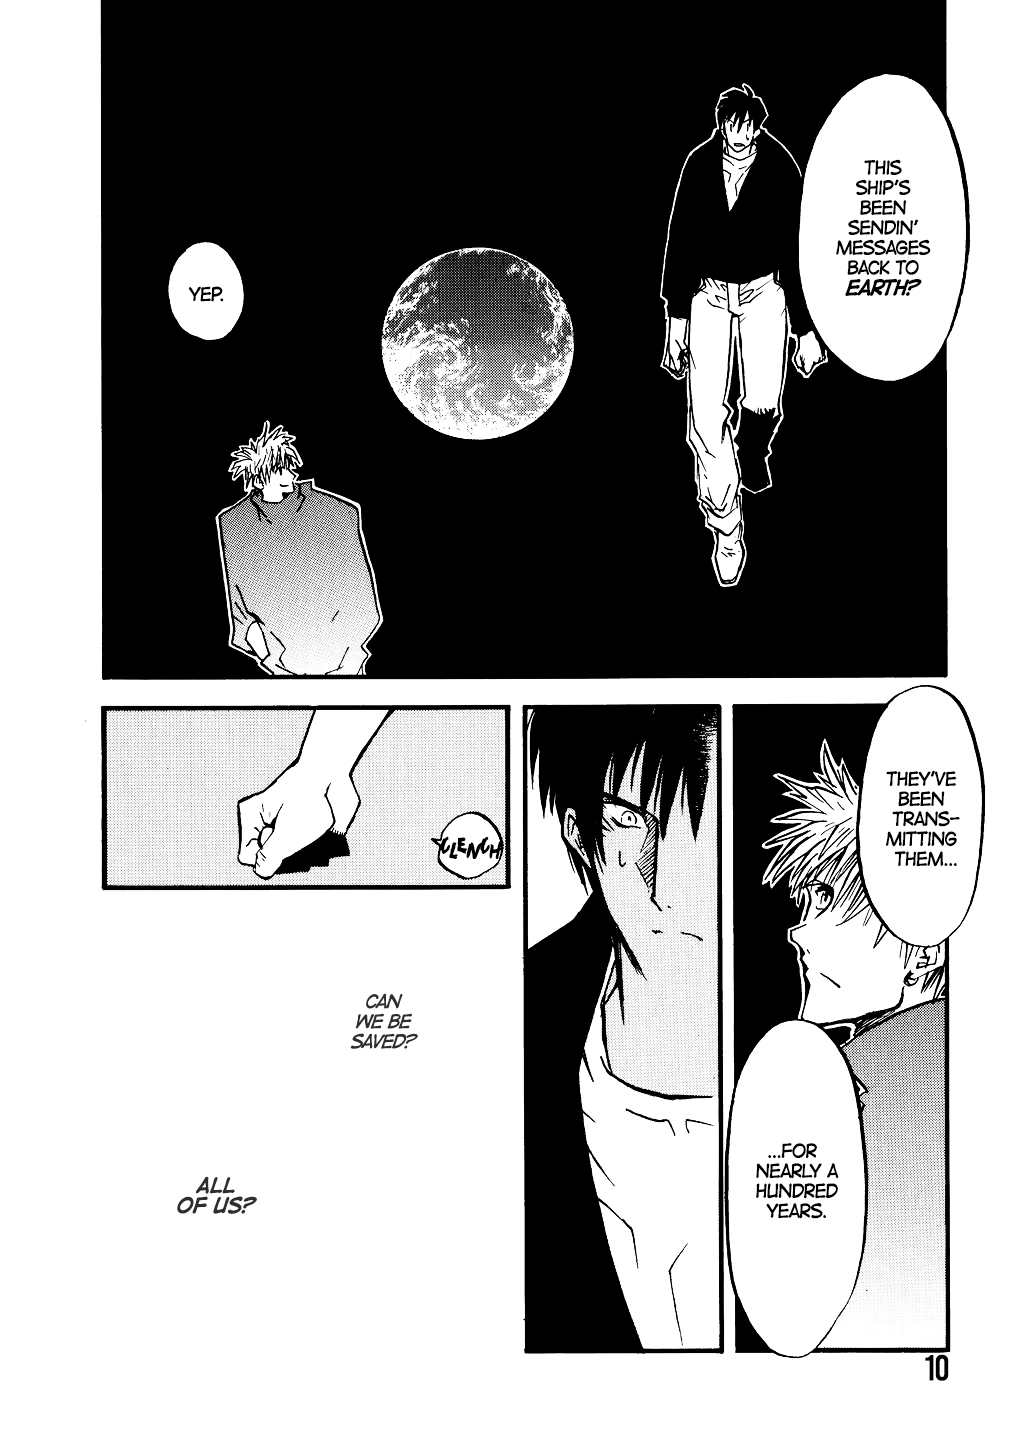 THIS
SHIP'S
BEEN
SENDIN'
MESSAGES
BACK TO
EARTH?
YEP.
THEY'VE
BEEN
TRANS-
MITTING
THEM...
...FOR
NEARLY A
HUNDRED
YEARS.
CLENCH
CAN
WE BE
SAVED?
ALL
OF US?
10